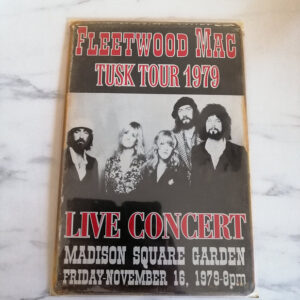 FLEETWOOD MAC
TUSK TOUR 1979
LIVE CONCERT
MADISON SQUARE GARDEN
FRIDAY-NOVEMBER 16, 1979-8pm